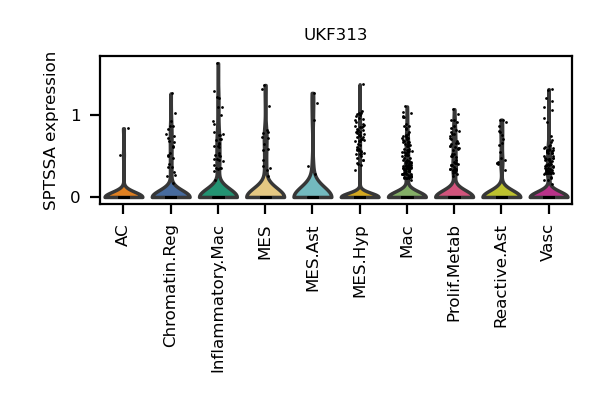 UKF313
SPTSSA expression
1
0
AC
Chromatin.Reg
Inflammatory.Mac
MES
MES.Ast
MES.Hyp
Mac
Prolif.Metab
Reactive.Ast
Vasc